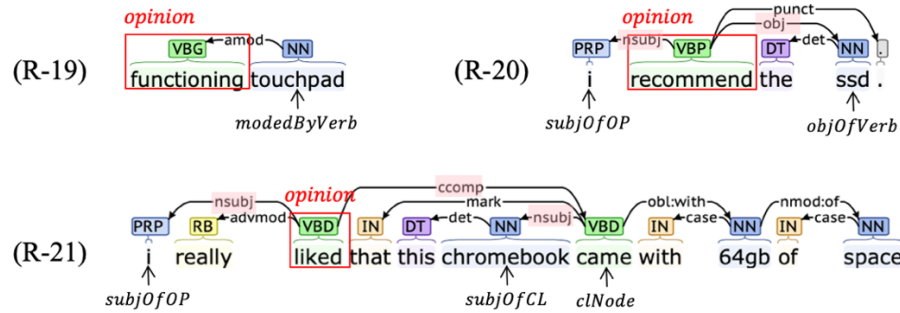 opinion opinion punct
obj
VBG amod NN PRP nsubj VBP DT det NN .
(R-19) functioning touchpad (R-20) i recommend the ssd .
modedByVerb subjOfOP objOfVerb
ccomp
nsubj opinion mark
PRP RB advmod VBD IN DT det NN nsubj VBD obl:with IN case NN nmod:of IN case NN
(R-21) i really liked that this chromebook came with 64gb of space
subjOfOP subjOfCL clNode